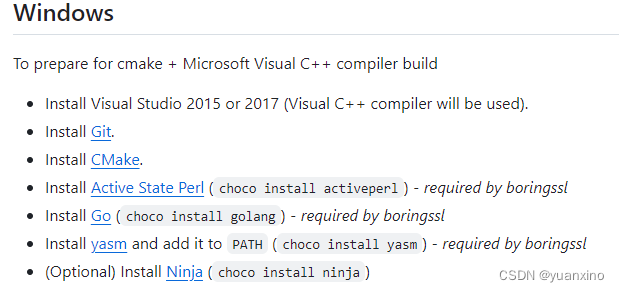 Windows
To prepare for cmake + Microsoft Visual C++ compiler build
• Install Visual Studio 2015 or 2017 (Visual C++ compiler will be used).
• Install Git.
• Install CMake.
• Install Active State Perl ( choco install activeperl ) - required by boringssl
• Install Go ( choco install golang ) - required by boringssl
• Install yasm and add it to PATH ( choco install yasm ) - required by boringssl
• (Optional) Install Ninja ( choco install ninja )
CSDN @yuanxino